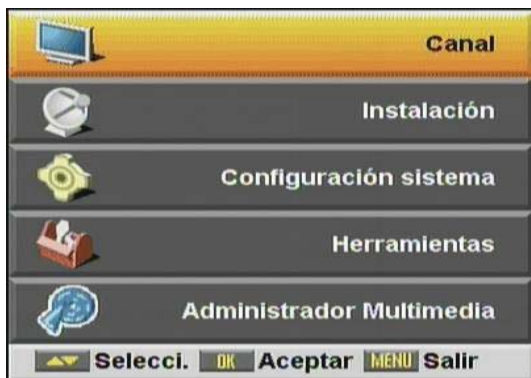 Canal
Instalación
Configuración sistema
Herramientas
Administrador Multimedia
Selecci. OK Aceptar MENU Salir